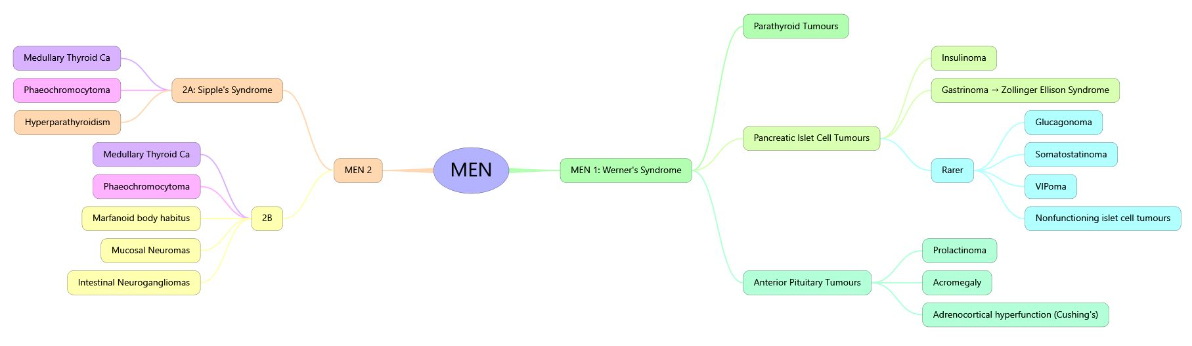 MEN
MEN 1: Werner's Syndrome
Parathyroid Tumours
Pancreatic Islet Cell Tumours
Insulinoma
Gastrinoma → Zollinger Ellison Syndrome
Rarer
Glucagonoma
Somatostatinoma
VIPoma
Nonfunctioning islet cell tumours
Anterior Pituitary Tumours
Prolactinoma
Acromegaly
Adrenocortical hyperfunction (Cushing's)
MEN 2
2A: Sipple's Syndrome
Medullary Thyroid Ca
Phaeochromocytoma
Hyperparathyroidism
2B
Medullary Thyroid Ca
Phaeochromocytoma
Marfanoid body habitus
Mucosal Neuromas
Intestinal Neurogangliomas